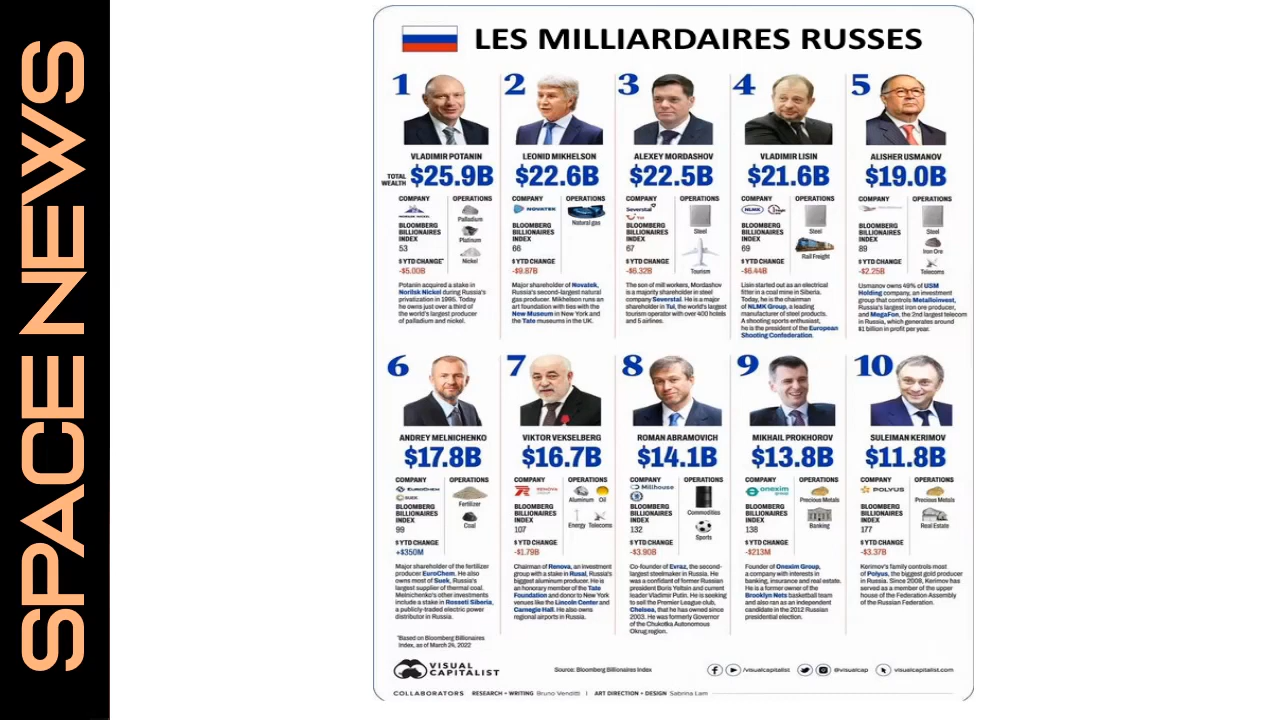 SPACE NEWS
LES MILLIARDAIRES RUSSES
1
VLADIMIR POTANIN
TOTAL
WEALTH
$25.9B
COMPANY
OPERATIONS
NORILSK NICKEL
Palladium
Platinum
Nickel
BLOOMBERG
BILLIONAIRES
INDEX
53
$ YTD CHANGE*
-$5.00B
Potanin acquired a stake in
Norilsk Nickel during Russia's
privatization in 1995. Today
he owns just over a third of
the world's largest producer
of palladium and nickel.
2
LEONID MIKHELSON
$22.6B
COMPANY
OPERATIONS
NOVATEK
Natural gas
BLOOMBERG
BILLIONAIRES
INDEX
66
$ YTD CHANGE
-$9.87B
Major shareholder of Novatek,
Russia's second-largest natural
gas producer. Mikhelson runs an
art foundation with ties with the
New Museum in New York and
the Tate museums in the UK.
3
ALEXEY MORDASHOV
$22.5B
COMPANY
OPERATIONS
Severstal
TUI
Steel
Tourism
BLOOMBERG
BILLIONAIRES
INDEX
67
$ YTD CHANGE
-$6.32B
The son of mill workers, Mordashov
is a majority shareholder in steel
company Severstal. He is a major
shareholder in Tui, the world's largest
tourism operator with over 400 hotels
and 5 airlines.
4
VLADIMIR LISIN
$21.6B
COMPANY
OPERATIONS
NLMK
Steel
Rail Freight
BLOOMBERG
BILLIONAIRES
INDEX
69
$ YTD CHANGE
-$6.44B
Lisin started out as an electrical
fitter in a coal mine in Siberia.
Today, he is the chairman
of NLMK Group, a leading
manufacturer of steel products.
A shooting sports enthusiast,
he is the president of the European
Shooting Confederation.
5
ALISHER USMANOV
$19.0B
COMPANY
OPERATIONS
Steel
Iron Ore
Telecoms
BLOOMBERG
BILLIONAIRES
INDEX
89
$ YTD CHANGE
-$2.25B
Usmanov owns 49% of USM
Holding company, an investment
group that controls Metalloinvest,
Russia's largest iron ore producer,
and MegaFon, the 2nd largest telecom
in Russia, which generates around
$1 billion in profit per year.
6
ANDREY MELNICHENKO
$17.8B
COMPANY
OPERATIONS
EUROCHEM
SUEK
Fertilizer
Coal
BLOOMBERG
BILLIONAIRES
INDEX
99
$ YTD CHANGE
+$350M
Major shareholder of the fertilizer
producer EuroChem. He also
owns most of Suek, Russia's
largest supplier of thermal coal.
Melnichenko's other investments
include a stake in Rosseti Siberia,
a publicly-traded electric power
distributor in Russia.
7
VIKTOR VEKSELBERG
$16.7B
COMPANY
OPERATIONS
RENOVA
Aluminum
Oil
Energy
Telecoms
BLOOMBERG
BILLIONAIRES
INDEX
107
$ YTD CHANGE
-$1.79B
Chairman of Renova, an investment
group with a stake in Rusal, Russia's
biggest aluminum producer. He is
an honorary member of the Tate
Foundation and donor to New York
venues like the Lincoln Center and
Carnegie Hall. He also owns
regional airports in Russia.
8
ROMAN ABRAMOVICH
$14.1B
COMPANY
OPERATIONS
Millhouse
Commodities
Sports
BLOOMBERG
BILLIONAIRES
INDEX
132
$ YTD CHANGE
-$3.90B
Co-founder of Evraz, the second-
largest steelmaker in Russia. He
was a confidant of former Russian
president Boris Yeltsin and current
leader Vladimir Putin. He is seeking
to sell the Premier League club,
Chelsea, that he has owned since
2003. He was formerly Governor
of the Chukotka Autonomous
Okrug region.
9
MIKHAIL PROKHOROV
$13.8B
COMPANY
OPERATIONS
onexim
group
Precious Metals
Banking
BLOOMBERG
BILLIONAIRES
INDEX
138
$ YTD CHANGE
-$213M
Founder of Onexim Group,
a company with interests in
banking, insurance and real estate.
He is a former owner of the
Brooklyn Nets basketball team
and also ran as an independent
candidate in the 2012 Russian
presidential election.
10
SULEIMAN KERIMOV
$11.8B
COMPANY
OPERATIONS
POLYUS
Precious Metals
Real Estate
BLOOMBERG
BILLIONAIRES
INDEX
177
$ YTD CHANGE
-$3.37B
Kerimov's family controls most
of Polyus, the biggest gold producer
in Russia. Since 2008, Kerimov has
served as a member of the upper
house of the Federation Assembly
of the Russian Federation.
*Based on Bloomberg Billionaires
Index, as of March 24, 2022
VISUAL
CAPITALIST
Source: Bloomberg Billionaires Index
/visualcapitalist
@visualcap
visualcapitalist.com
COLLABORATORS RESEARCH + WRITING Bruno Venditti | ART DIRECTION + DESIGN Sabrina Lam